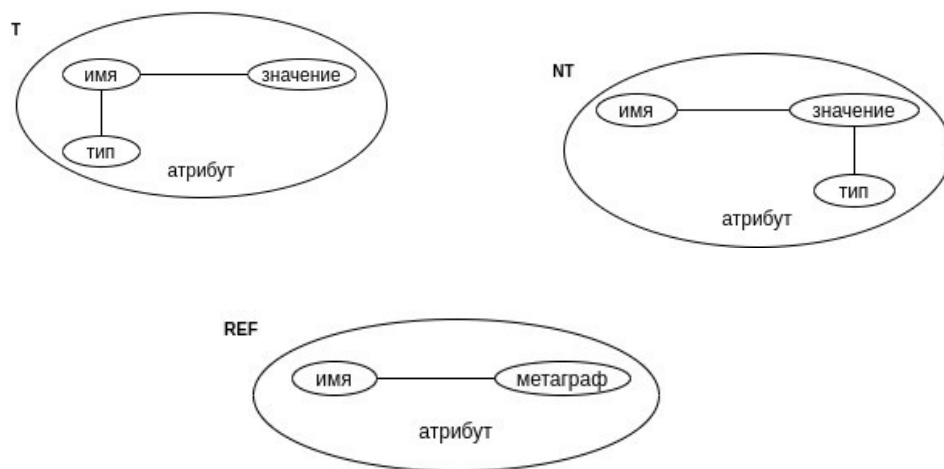 T
имя
значение
тип
атрибут
NT
имя
значение
тип
атрибут
REF
имя
метаграф
атрибут